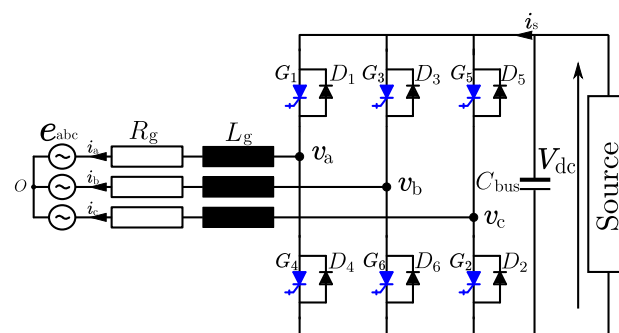 i_s
G_1 D_1 G_3 D_3 G_5 D_5
e_abc R_g L_g
i_a v_a
V_dc
O i_b v_b C_bus
Source
i_c v_c
G_4 D_4 G_6 D_6 G_2 D_2